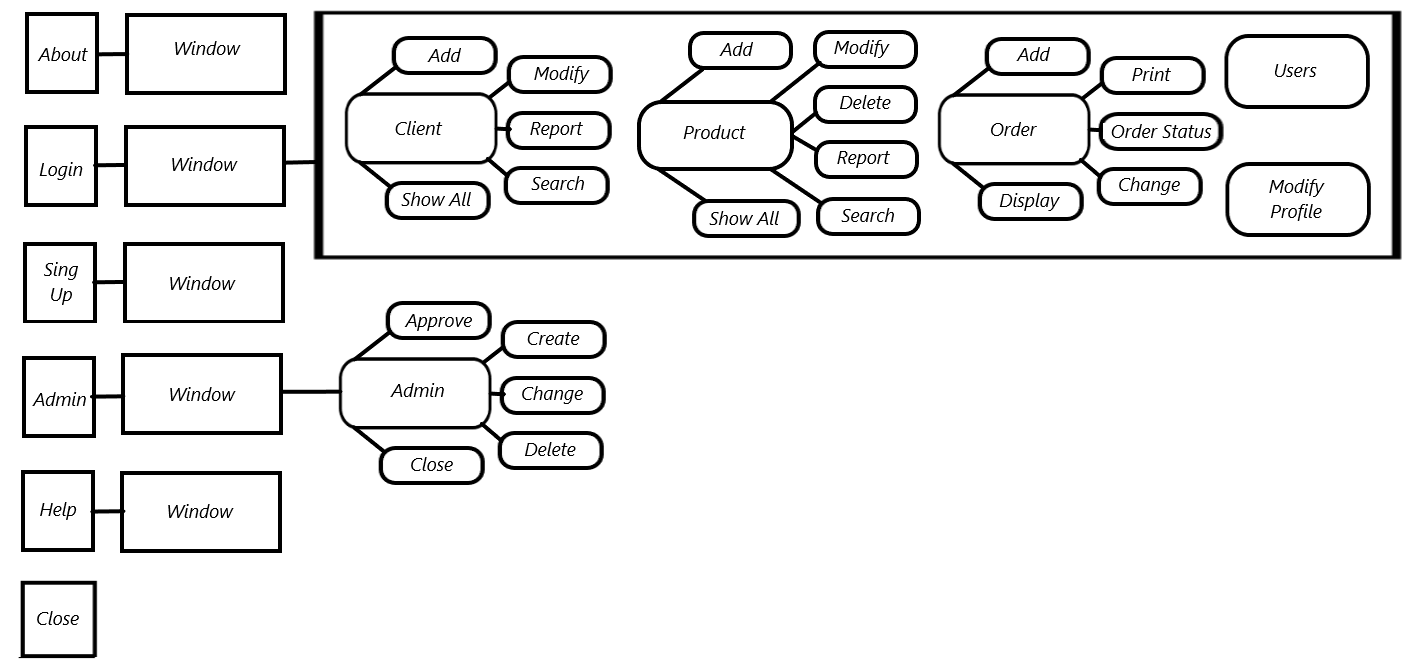 About
Window
Login
Window
Add
Modify
Client
Report
Search
Show All
Add
Modify
Delete
Product
Report
Search
Show All
Add
Print
Order
Order Status
Change
Display
Users
Modify
Profile
Sing
Up
Window
Admin
Window
Approve
Create
Admin
Change
Delete
Close
Help
Window
Close